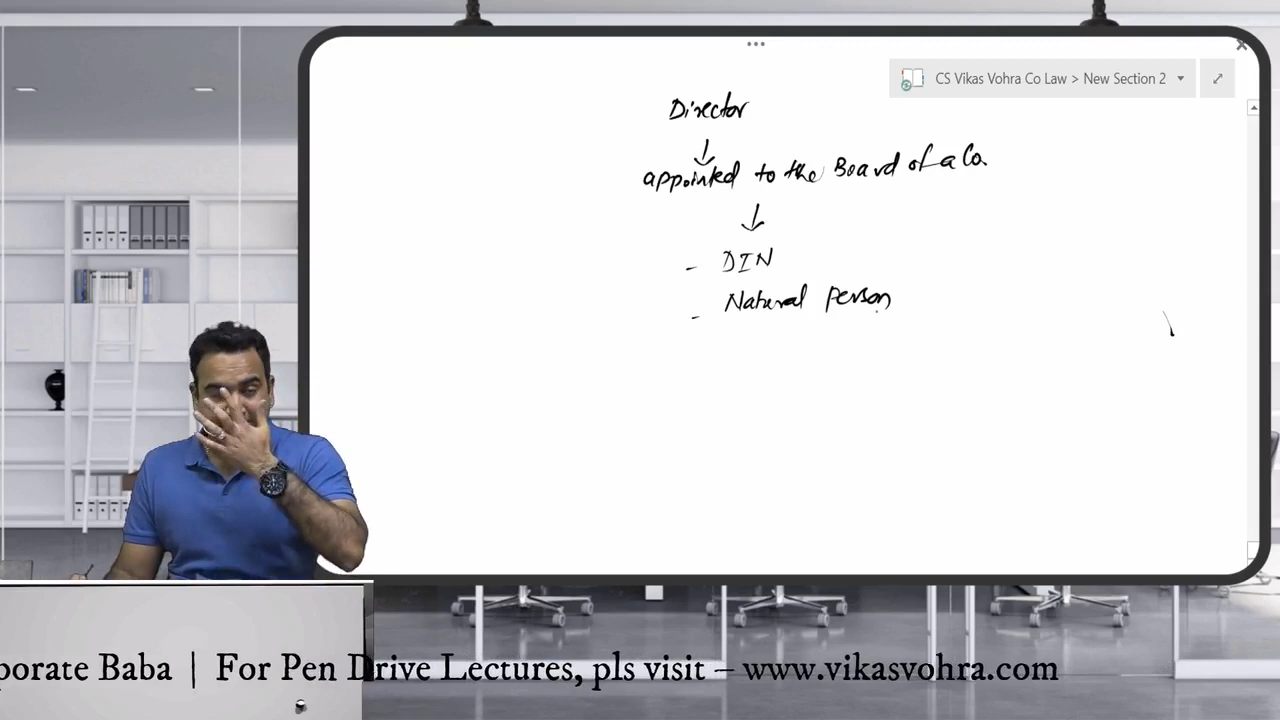 CS Vikas Vohra Co Law > New Section 2
Director
↓
appointed to the Board of a Co.
↓
- DIN
- Natural Person
porate Baba | For Pen Drive Lectures, pls visit – www.vikasvohra.com